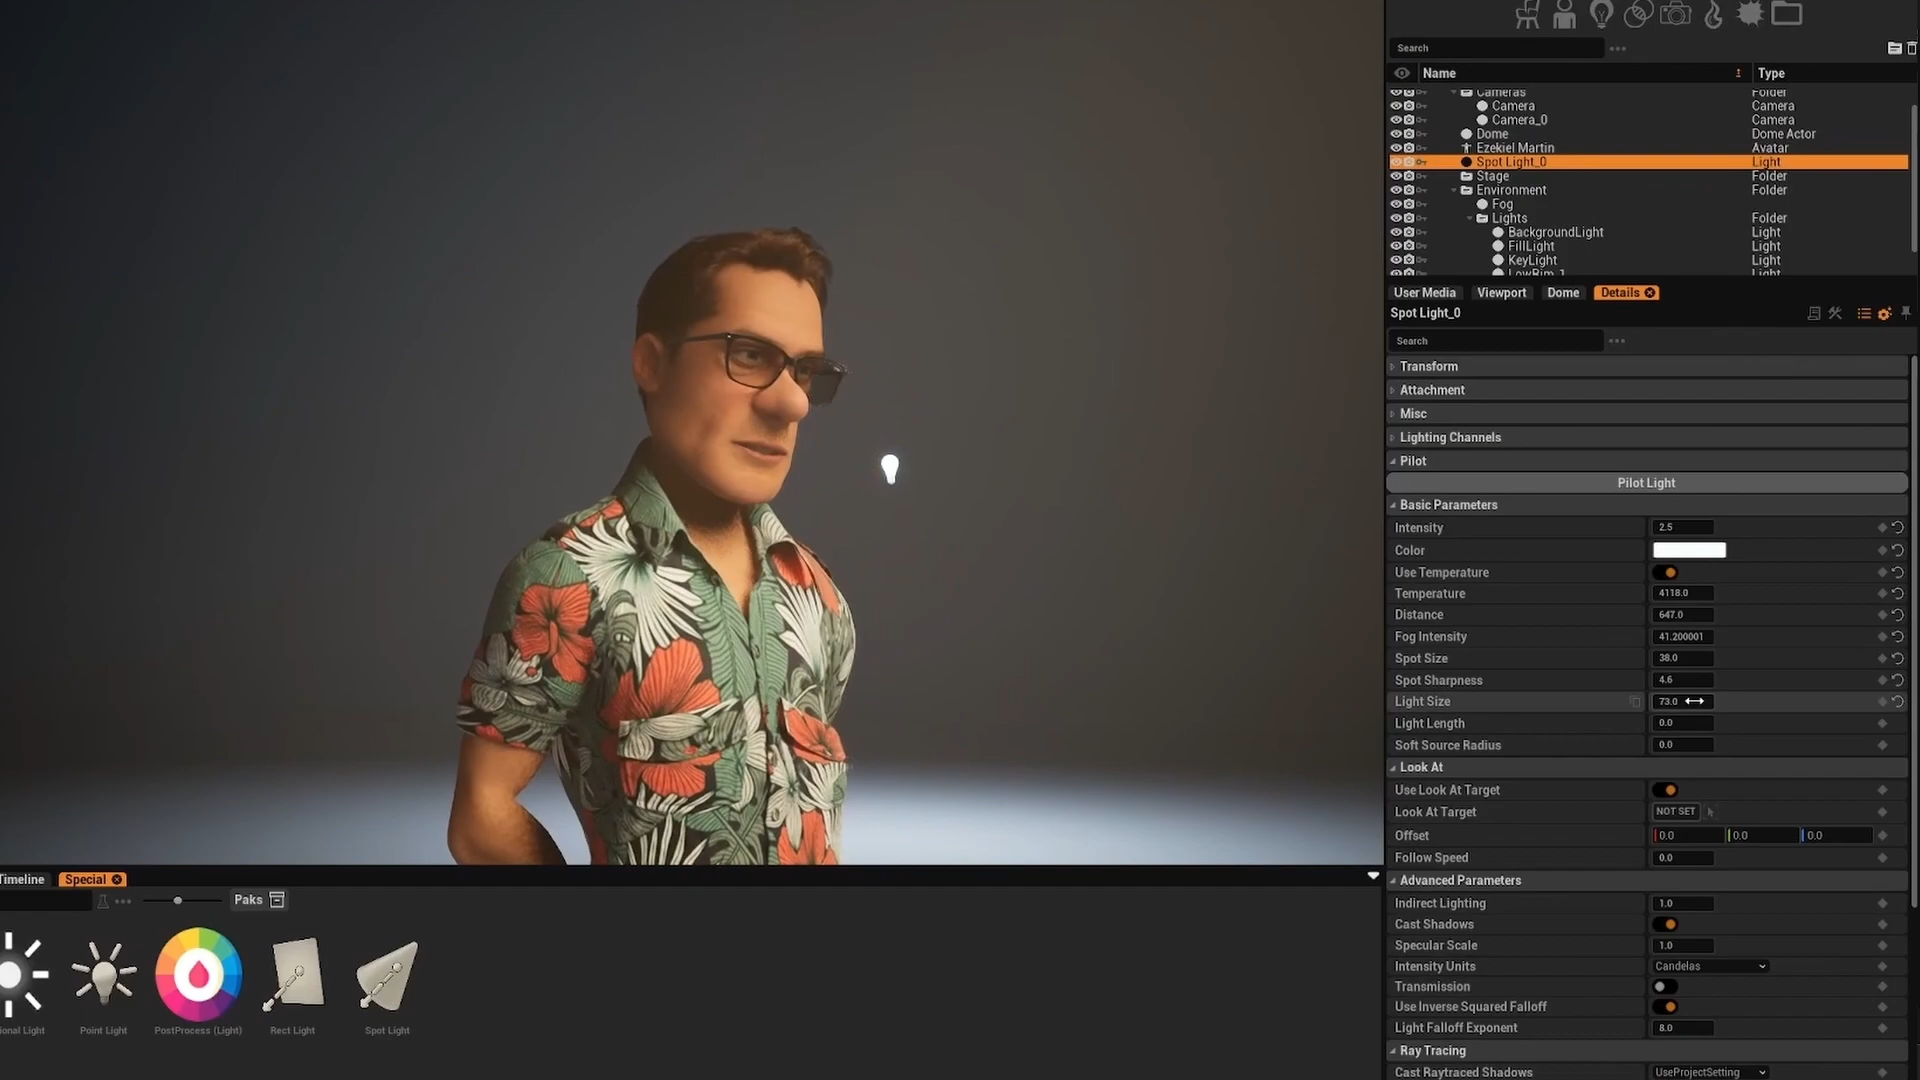 Search
Name Type
Cameras Folder
Camera Camera
Camera_0 Camera
Dome Dome Actor
Ezekiel Martin Avatar
Spot Light_0 Light
Stage Folder
Environment Folder
Fog
Lights Folder
BackgroundLight Light
FillLight Light
KeyLight Light
LowRim_1 Light
User Media Viewport Dome Details
Spot Light_0
Search
Transform
Attachment
Misc
Lighting Channels
Pilot
Pilot Light
Basic Parameters
Intensity 2.5
Color
Use Temperature
Temperature 4118.0
Distance 647.0
Fog Intensity 41.200001
Spot Size 38.0
Spot Sharpness 4.6
Light Size 73.0
Light Length 0.0
Soft Source Radius 0.0
Look At
Use Look At Target
Look At Target NOT SET
Offset 0.0 0.0 0.0
Follow Speed 0.0
Advanced Parameters
Indirect Lighting 1.0
Cast Shadows
Specular Scale 1.0
Intensity Units Candelas
Transmission
Use Inverse Squared Falloff
Light Falloff Exponent 8.0
Ray Tracing
Cast Raytraced Shadows UseProjectSetting
Timeline Special
Paks
ional Light Point Light PostProcess (Light) Rect Light Spot Light